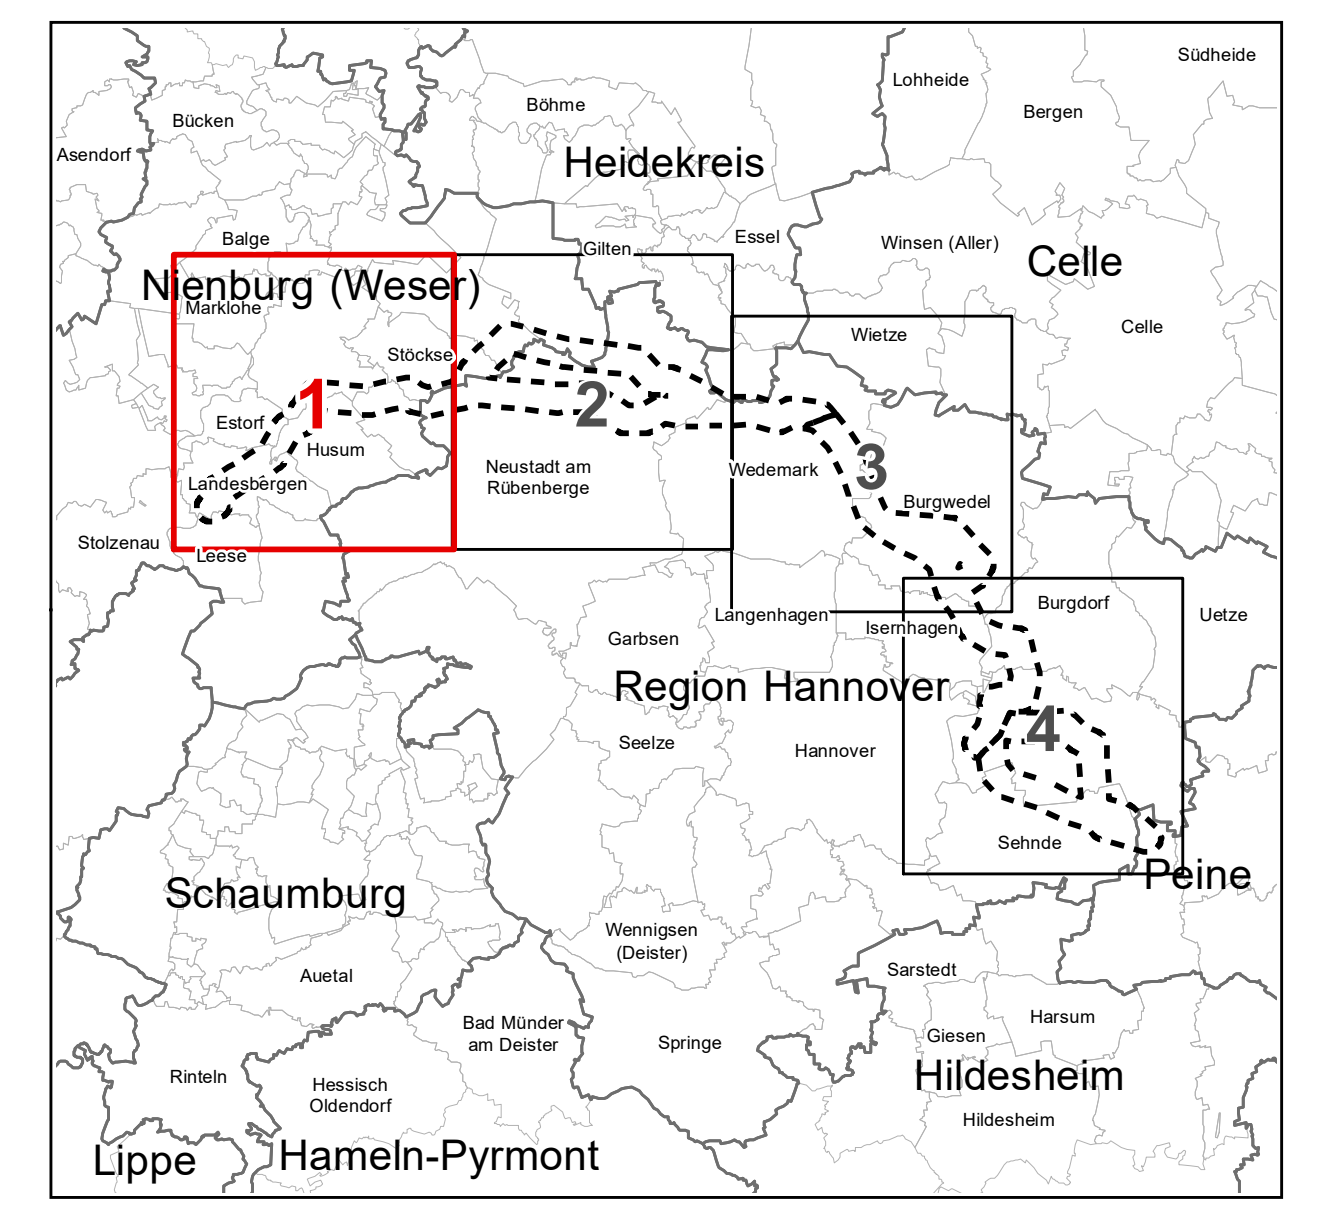 Südheide
Lohheide
Böhme
Bergen
Bücken
Asendorf
Heidekreis
Balge
Gilten
Essel
Winsen (Aller)
Celle
Nienburg (Weser)
Marklohe
Celle
Wietze
Stöckse
1
2
Estorf
Husum
3
Neustadt am
Rübenberge
Wedemark
Landesbergen
Burgwedel
Stolzenau
Leese
Burgdorf
Langenhagen
Uetze
Isernhagen
Garbsen
Region Hannover
4
Seelze
Hannover
Sehnde
Peine
Schaumburg
Wennigsen
(Deister)
Sarstedt
Auetal
Harsum
Bad Münder
am Deister
Giesen
Springe
Hildesheim
Rinteln
Hessisch
Oldendorf
Hildesheim
Lippe
Hameln-Pyrmont